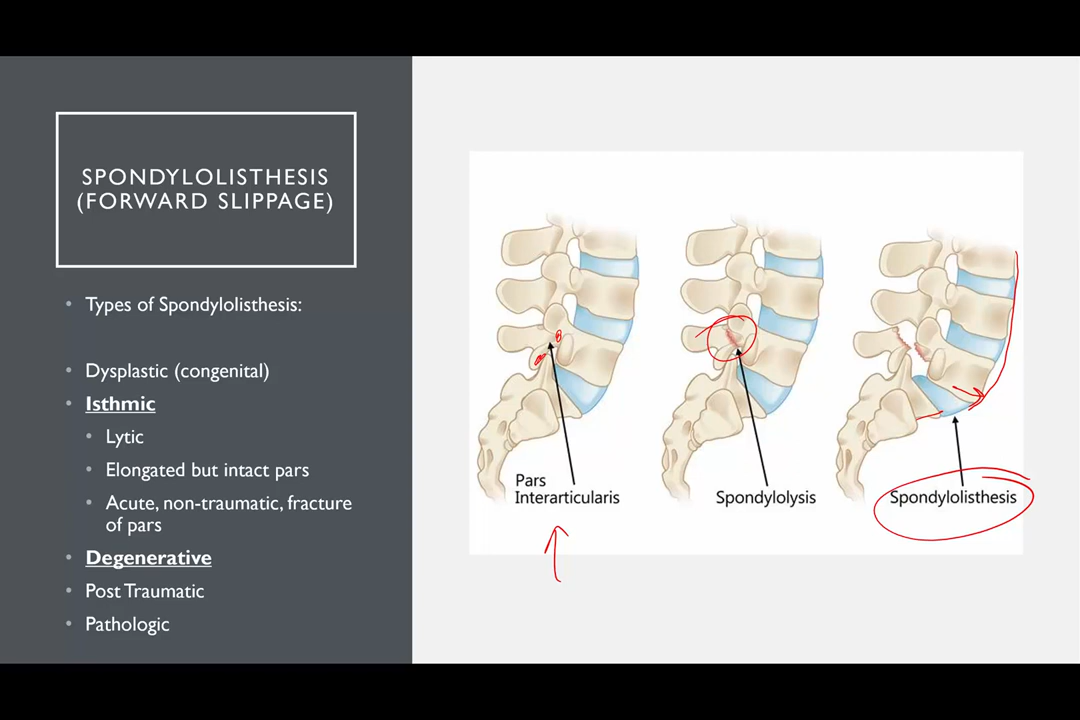 SPONDYLOLISTHESIS
(FORWARD SLIPPAGE)
• Types of Spondylolisthesis:
• Dysplastic (congenital)
• Isthmic
• Lytic
• Elongated but intact pars
• Acute, non-traumatic, fracture
of pars
• Degenerative
• Post Traumatic
• Pathologic
Pars
Interarticularis
Spondylolysis
Spondylolisthesis